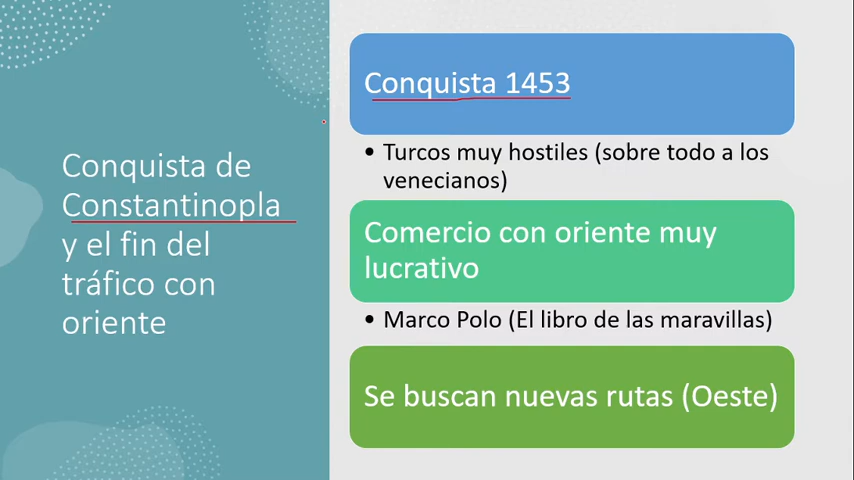 Conquista de
Constantinopla
y el fin del
tráfico con
oriente
Conquista 1453
• Turcos muy hostiles (sobre todo a los
venecianos)
Comercio con oriente muy
lucrativo
• Marco Polo (El libro de las maravillas)
Se buscan nuevas rutas (Oeste)